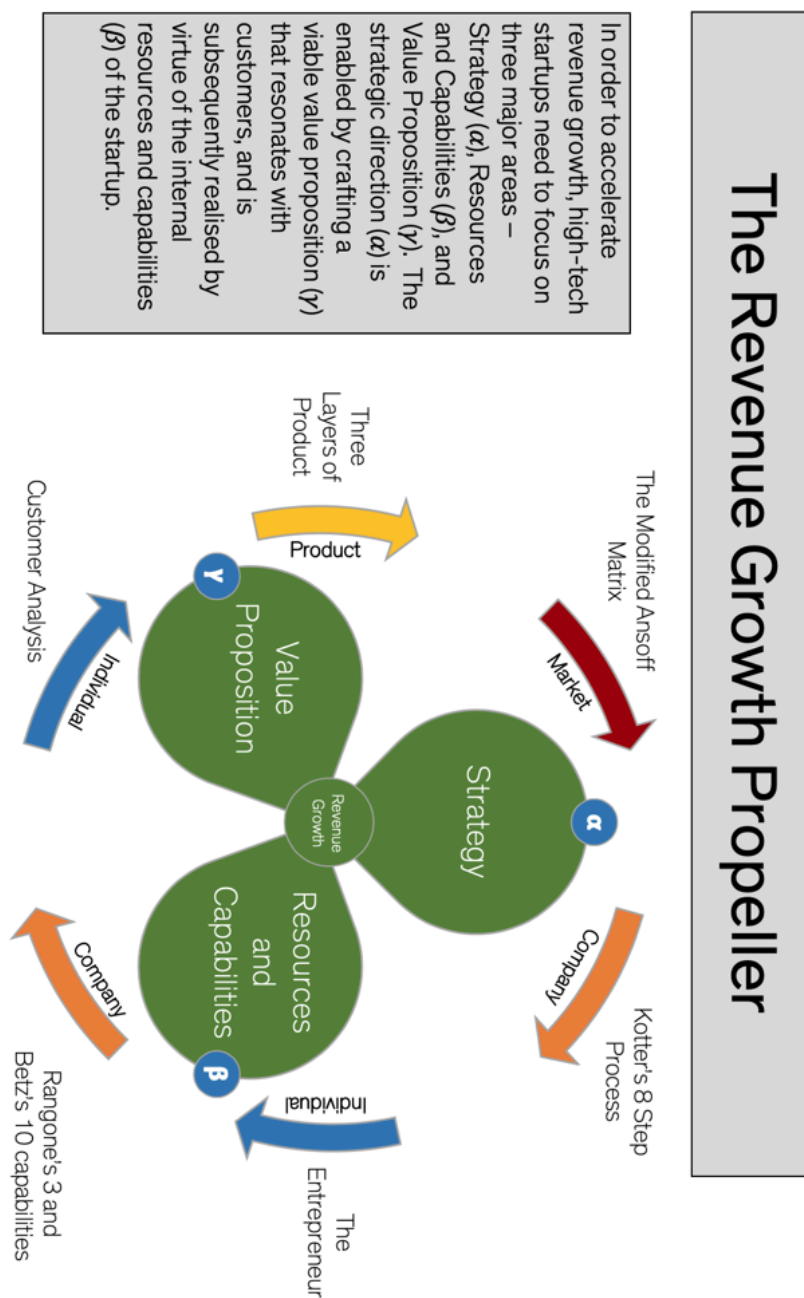 The Revenue Growth Propeller
In order to accelerate
revenue growth, high-tech
startups need to focus on
three major areas –
Strategy (α), Resources
and Capabilities (β), and
Value Proposition (γ). The
strategic direction (α) is
enabled by crafting a
viable value proposition (γ)
that resonates with
customers, and is
subsequently realised by
virtue of the internal
resources and capabilities
(β) of the startup.
The Modified Ansoff
Matrix
Market
α
Company
Kotter's 8 Step
Process
Strategy
Three
Layers of
Product
Product
Revenue
Growth
Individual
The
Entrepreneur
γ
Value
Proposition
Resources
and
Capabilities
β
Customer Analysis
Individual
Company
Rangone's 3 and
Betz's 10 capabilities